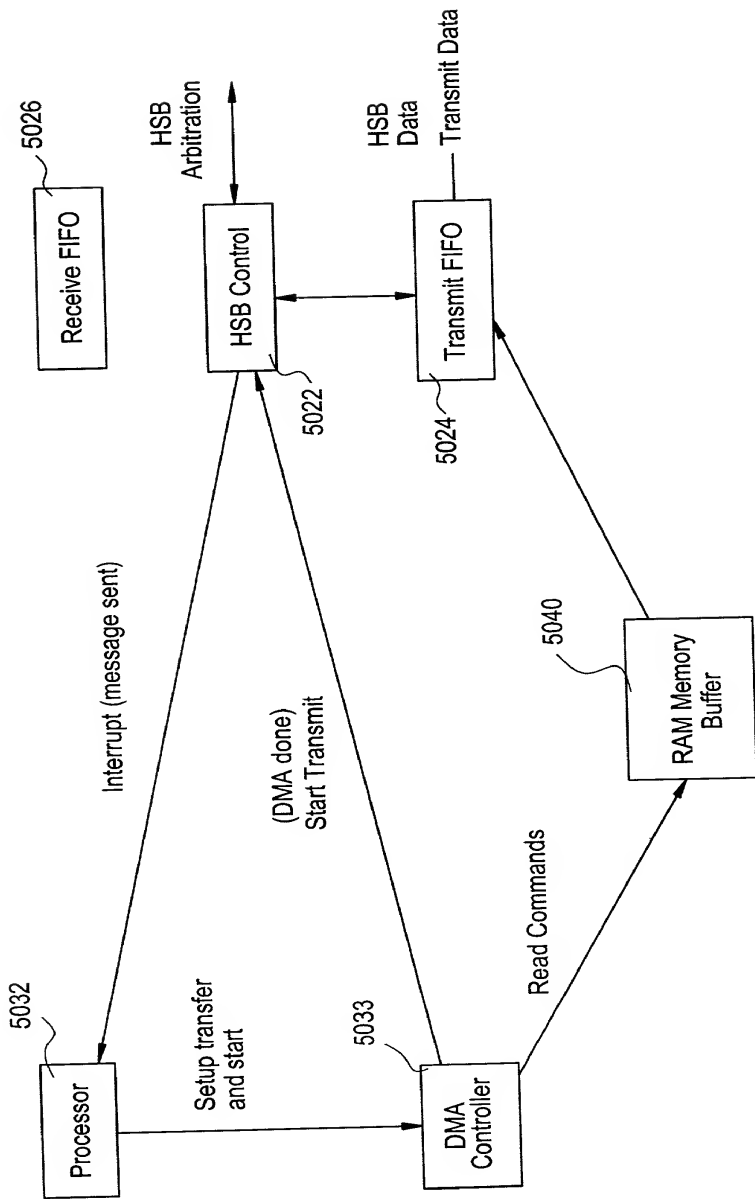 5026
Receive FIFO
HSB
Arbitration
5032
Processor
Interrupt (message sent)
HSB Control
5022
Setup transfer
and start
(DMA done)
Start Transmit
HSB
Data
Transmit Data
Transmit FIFO
5024
5033
DMA
Controller
Read Commands
5040
RAM Memory
Buffer